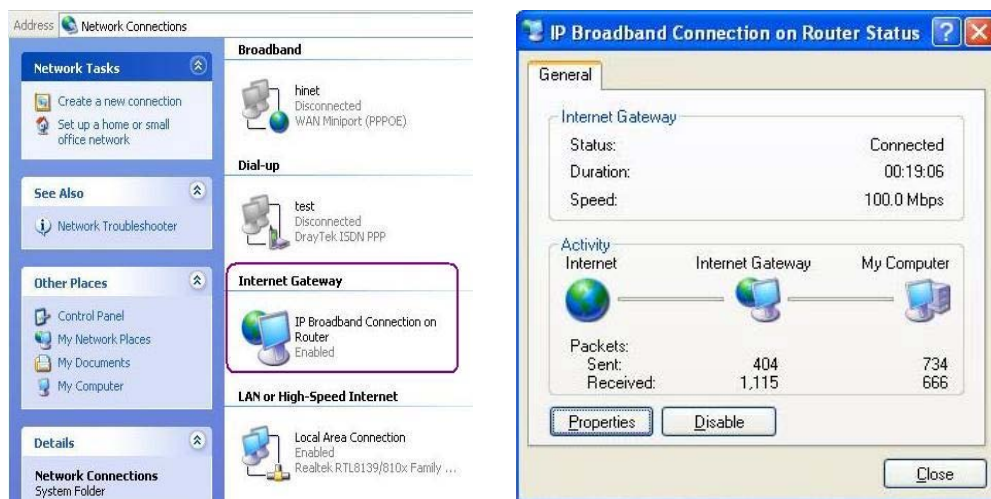 Address Network Connections
Network Tasks
Create a new connection
Set up a home or small
office network
See Also
Network Troubleshooter
Other Places
Control Panel
My Network Places
My Documents
My Computer
Details
Network Connections
System Folder
Broadband
hinet
Disconnected
WAN Miniport (PPPOE)
Dial-up
test
Disconnected
DrayTek ISDN PPP
Internet Gateway
IP Broadband Connection on
Router
Enabled
LAN or High-Speed Internet
Local Area Connection
Enabled
Realtek RTL8139/810x Family ...
IP Broadband Connection on Router Status
General
Internet Gateway
Status: Connected
Duration: 00:19:06
Speed: 100.0 Mbps
Activity
Internet Internet Gateway My Computer
Packets:
Sent: 404 734
Received: 1,115 666
Properties Disable
Close